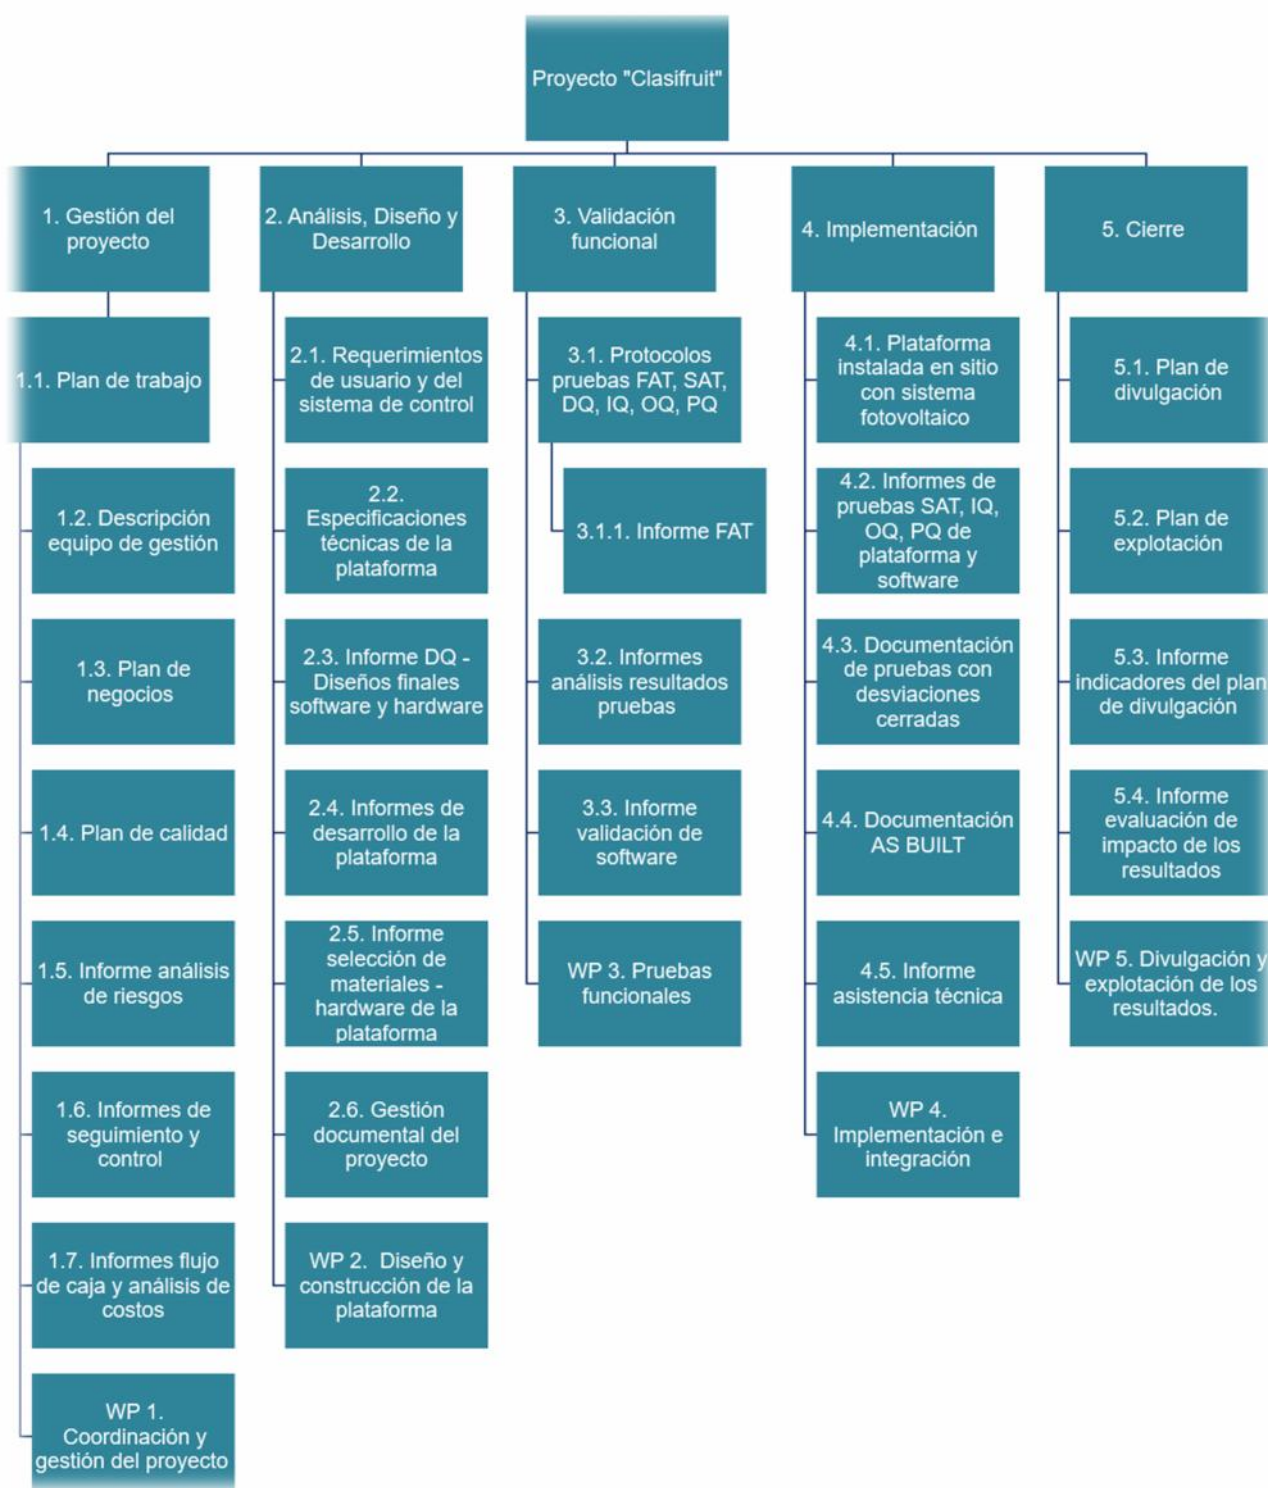 Proyecto "Clasifruit"
1. Gestión del
proyecto
1.1. Plan de trabajo
1.2. Descripción
equipo de gestión
1.3. Plan de
negocios
1.4. Plan de calidad
1.5. Informe análisis
de riesgos
1.6. Informes de
seguimiento y
control
1.7. Informes flujo
de caja y análisis de
costos
WP 1.
Coordinación y
gestión del proyecto
2. Análisis, Diseño y
Desarrollo
2.1. Requerimientos
de usuario y del
sistema de control
2.2.
Especificaciones
técnicas de la
plataforma
2.3. Informe DQ -
Diseños finales
software y hardware
2.4. Informes de
desarrollo de la
plataforma
2.5. Informe
selección de
materiales -
hardware de la
plataforma
2.6. Gestión
documental del
proyecto
WP 2.  Diseño y
construcción de la
plataforma
3. Validación
funcional
3.1. Protocolos
pruebas FAT, SAT,
DQ, IQ, OQ, PQ
3.1.1. Informe FAT
3.2. Informes
análisis resultados
pruebas
3.3. Informe
validación de
software
WP 3. Pruebas
funcionales
4. Implementación
4.1. Plataforma
instalada en sitio
con sistema
fotovoltaico
4.2. Informes de
pruebas SAT, IQ,
OQ, PQ de
plataforma y
software
4.3. Documentación
de pruebas con
desviaciones
cerradas
4.4. Documentación
AS BUILT
4.5. Informe
asistencia técnica
WP 4.
Implementación e
integración
5. Cierre
5.1. Plan de
divulgación
5.2. Plan de
explotación
5.3. Informe
indicadores del plan
de divulgación
5.4. Informe
evaluación de
impacto de los
resultados
WP 5. Divulgación y
explotación de los
resultados.